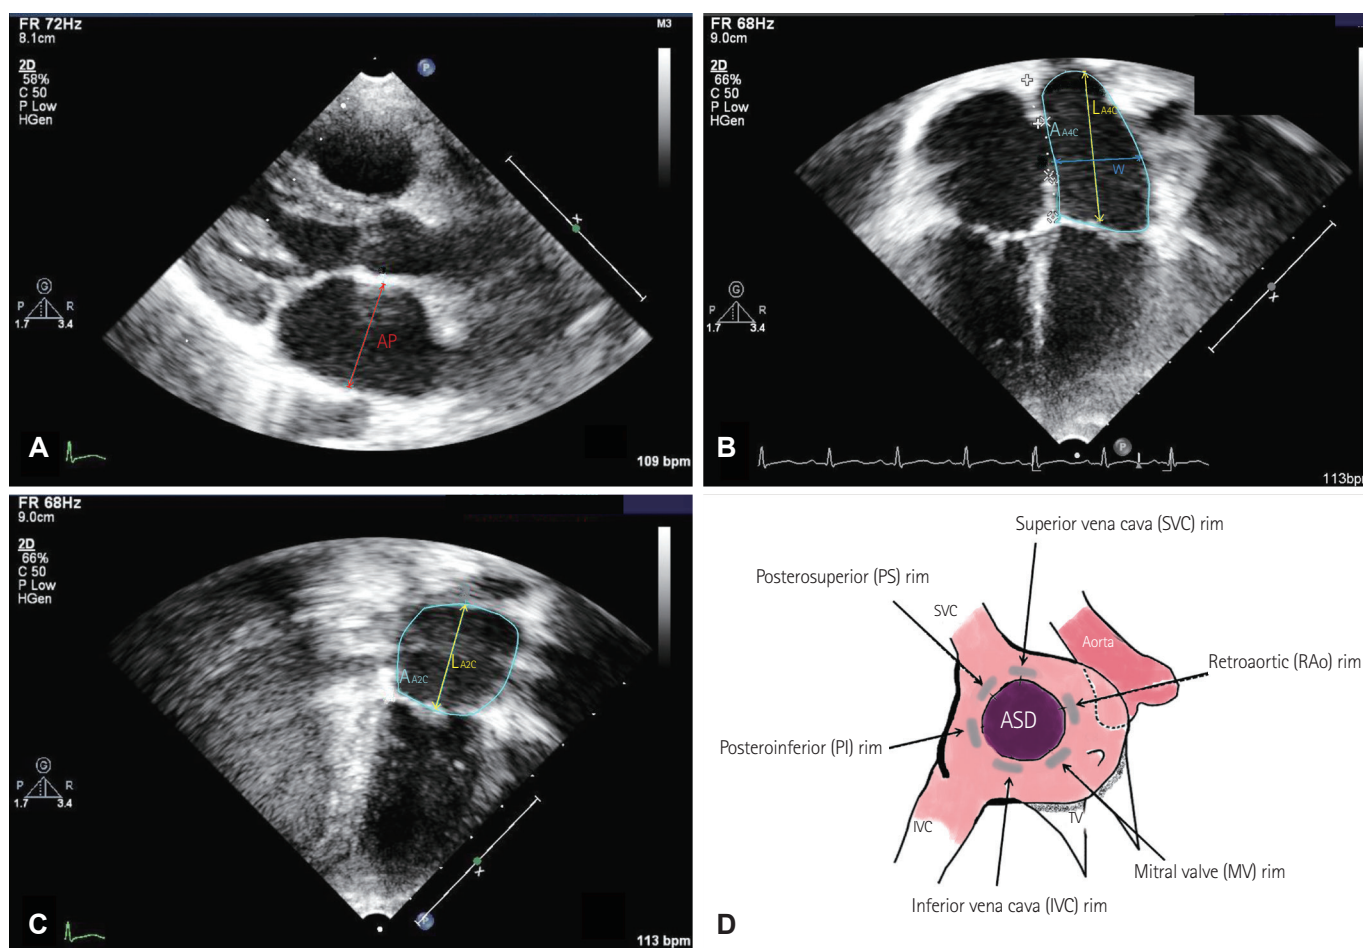 FR 72Hz
8.1cm
M3
2D
58%
C 50
P Low
HGen
P
G
P R
1.7 3.4
x
AP
A
109 bpm
FR 68Hz
9.0cm
2D
66%
C 50
P Low
HGen
LA4C
AA4C
W
G
P R
1.7 3.4
x
P
B
113bpm
FR 68Hz
9.0cm
2D
66%
C 50
P Low
HGen
LA2C
AA2C
G
P R
1.7 3.4
x
P
C
113 bpm
Superior vena cava (SVC) rim
Posterosuperior (PS) rim
SVC
Aorta
Retroaortic (RAo) rim
ASD
Posteroinferior (PI) rim
IVC
TV
Mitral valve (MV) rim
Inferior vena cava (IVC) rim
D